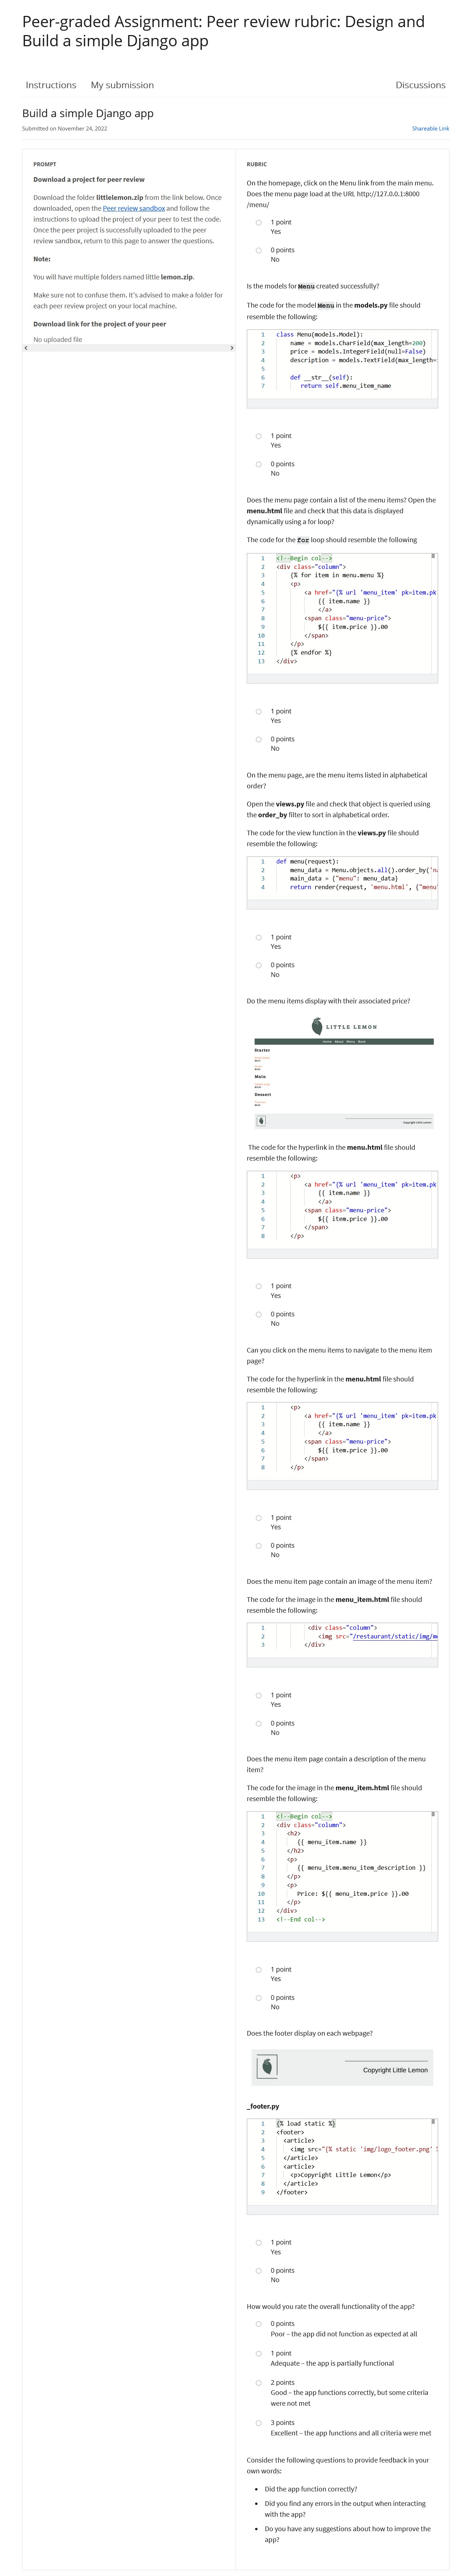 Peer-graded Assignment: Peer review rubric: Design and
Build a simple Django app
Instructions
My submission
Discussions
Build a simple Django app
Submitted on November 24, 2022
Shareable Link
PROMPT
Download a project for peer review
Download the folder littlelemon.zip from the link below. Once
downloaded, open the Peer review sandbox and follow the
instructions to upload the project of your peer to test the code.
Once the peer project is successfully uploaded to the peer
review sandbox, return to this page to answer the questions.
Note:
You will have multiple folders named little lemon.zip.
Make sure not to confuse them. It's advised to make a folder for
each peer review project on your local machine.
Download link for the project of your peer
No uploaded file
RUBRIC
On the homepage, click on the Menu link from the main menu.
Does the menu page load at the URL http://127.0.0.1:8000
/menu/
1 point
Yes
0 points
No
Is the models for Menu created successfully?
The code for the model Menu in the models.py file should
resemble the following:
1 class Menu(models.Model):
2 name = models.CharField(max_length=200)
3 price = models.IntegerField(null=False)
4 description = models.TextField(max_length=
5
6 def __str__(self):
7 return self.menu_item_name
1 point
Yes
0 points
No
Does the menu page contain a list of the menu items? Open the
menu.html file and check that this data is displayed
dynamically using a for loop?
The code for the for loop should resemble the following
1 <!--Begin col-->
2 <div class="column">
3 {% for item in menu.menu %}
4 <p>
5 <a href="{% url 'menu_item' pk=item.pk
6 {{ item.name }}
7 </a>
8 <span class="menu-price">
9 ${{ item.price }}.00
10 </span>
11 </p>
12 {% endfor %}
13 </div>
1 point
Yes
0 points
No
On the menu page, are the menu items listed in alphabetical
order?
Open the views.py file and check that object is queried using
the order_by filter to sort in alphabetical order.
The code for the view function in the views.py file should
resemble the following:
1 def menu(request):
2 menu_data = Menu.objects.all().order_by('na
3 main_data = {"menu": menu_data}
4 return render(request, 'menu.html', {"menu"
1 point
Yes
0 points
No
Do the menu items display with their associated price?
LITTLE LEMON
Home About Menu Book
Starter
Main
Dessert
Copyright Little Lemon
The code for the hyperlink in the menu.html file should
resemble the following:
1 <p>
2 <a href="{% url 'menu_item' pk=item.pk
3 {{ item.name }}
4 </a>
5 <span class="menu-price">
6 ${{ item.price }}.00
7 </span>
8 </p>
1 point
Yes
0 points
No
Can you click on the menu items to navigate to the menu item
page?
The code for the hyperlink in the menu.html file should
resemble the following:
1 <p>
2 <a href="{% url 'menu_item' pk=item.pk
3 {{ item.name }}
4 </a>
5 <span class="menu-price">
6 ${{ item.price }}.00
7 </span>
8 </p>
1 point
Yes
0 points
No
Does the menu item page contain an image of the menu item?
The code for the image in the menu_item.html file should
resemble the following:
1 <div class="column">
2 <img src="/restaurant/static/img/me
3 </div>
1 point
Yes
0 points
No
Does the menu item page contain a description of the menu
item?
The code for the image in the menu_item.html file should
resemble the following:
1 <!--Begin col-->
2 <div class="column">
3 <h2>
4 {{ menu_item.name }}
5 </h2>
6 <p>
7 {{ menu_item.menu_item_description }}
8 </p>
9 <p>
10 Price: ${{ menu_item.price }}.00
11 </p>
12 </div>
13 <!--End col-->
1 point
Yes
0 points
No
Does the footer display on each webpage?
Copyright Little Lemon
_footer.py
1 {% load static %}
2 <footer>
3 <article>
4 <img src="{% static 'img/logo_footer.png' %
5 </article>
6 <article>
7 <p>Copyright Little Lemon</p>
8 </article>
9 </footer>
1 point
Yes
0 points
No
How would you rate the overall functionality of the app?
0 points
Poor – the app did not function as expected at all
1 point
Adequate – the app is partially functional
2 points
Good – the app functions correctly, but some criteria
were not met
3 points
Excellent – the app functions and all criteria were met
Consider the following questions to provide feedback in your
own words:
• Did the app function correctly?
• Did you find any errors in the output when interacting
with the app?
• Do you have any suggestions about how to improve the
app?